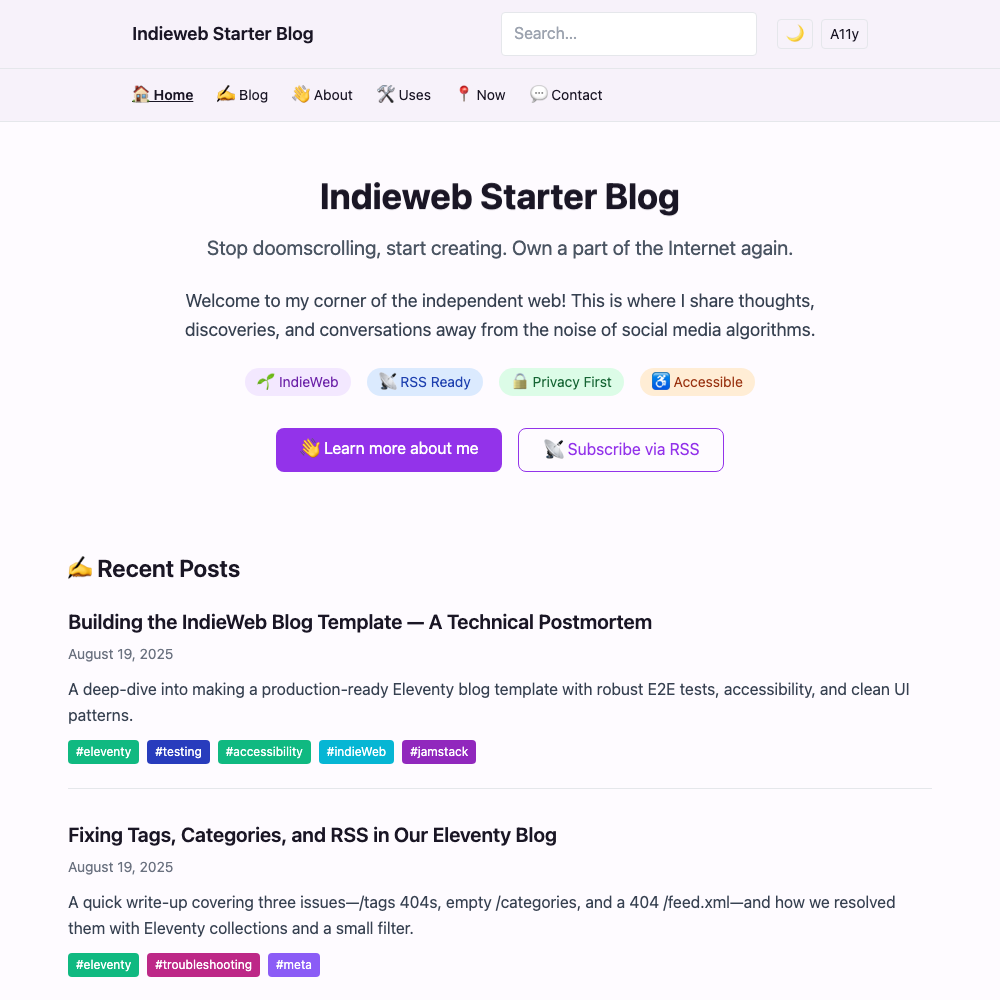 Indieweb Starter Blog
Search...
🌙 A11y
🏠 Home ✍️ Blog 👋 About 🛠️ Uses 📍 Now 💬 Contact
Indieweb Starter Blog
Stop doomscrolling, start creating. Own a part of the Internet again.
Welcome to my corner of the independent web! This is where I share thoughts,
discoveries, and conversations away from the noise of social media algorithms.
🌱 IndieWeb 📡 RSS Ready 🔒 Privacy First ♿ Accessible
👋 Learn more about me 📡 Subscribe via RSS
✍️ Recent Posts
Building the IndieWeb Blog Template — A Technical Postmortem
August 19, 2025
A deep-dive into making a production-ready Eleventy blog template with robust E2E tests, accessibility, and clean UI
patterns.
#eleventy #testing #accessibility #indieWeb #jamstack
Fixing Tags, Categories, and RSS in Our Eleventy Blog
August 19, 2025
A quick write-up covering three issues—/tags 404s, empty /categories, and a 404 /feed.xml—and how we resolved
them with Eleventy collections and a small filter.
#eleventy #troubleshooting #meta